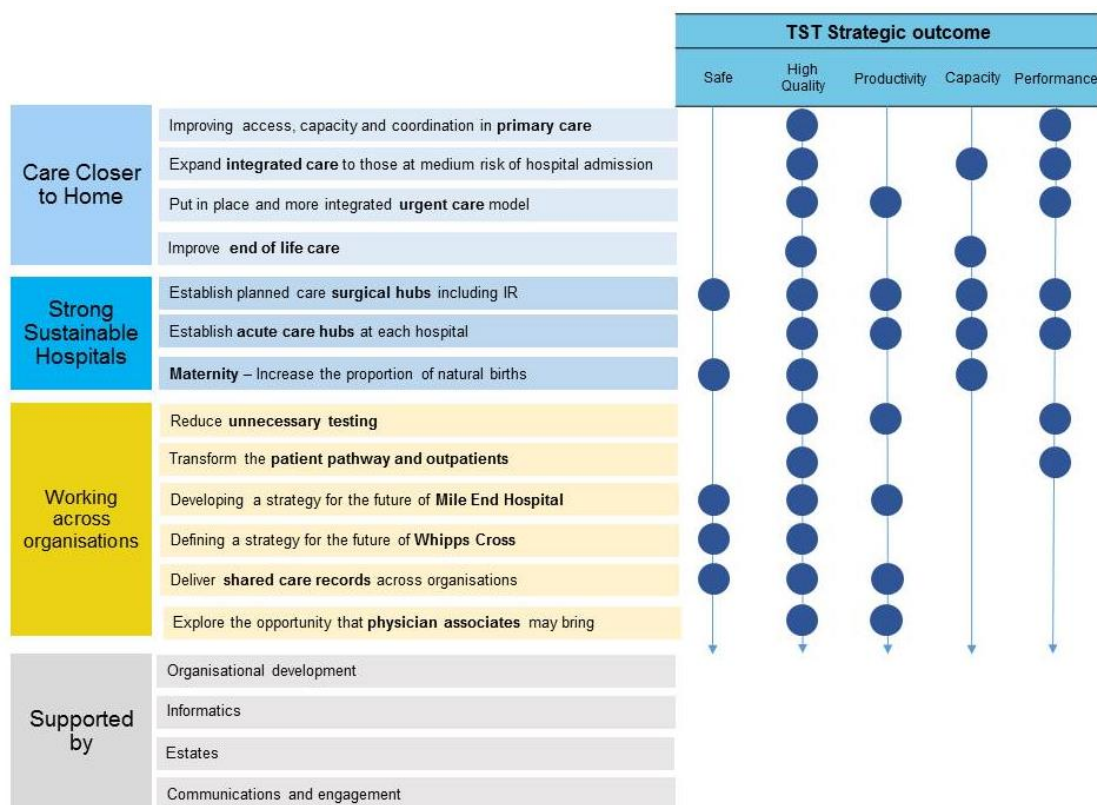 TST Strategic outcome
Safe
High
Quality
Productivity
Capacity
Performance
Care Closer
to Home
Improving access, capacity and coordination in primary care
Expand integrated care to those at medium risk of hospital admission
Put in place and more integrated urgent care model
Improve end of life care
Strong
Sustainable
Hospitals
Establish planned care surgical hubs including IR
Establish acute care hubs at each hospital
Maternity – Increase the proportion of natural births
Working
across
organisations
Reduce unnecessary testing
Transform the patient pathway and outpatients
Developing a strategy for the future of Mile End Hospital
Defining a strategy for the future of Whipps Cross
Deliver shared care records across organisations
Explore the opportunity that physician associates may bring
Supported
by
Organisational development
Informatics
Estates
Communications and engagement